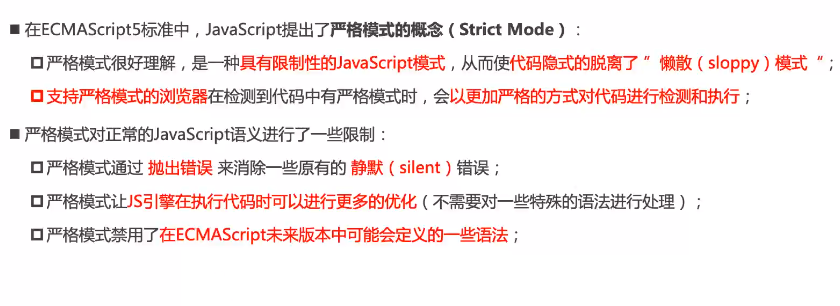 ■ 在ECMAScript5标准中，JavaScript提出了严格模式的概念（Strict Mode）：
□ 严格模式很好理解，是一种具有限制性的JavaScript模式，从而使代码隐式的脱离了 ”懒散（sloppy）模式“；
□ 支持严格模式的浏览器在检测到代码中有严格模式时，会以更加严格的方式对代码进行检测和执行；
■ 严格模式对正常的JavaScript语义进行了一些限制：
□ 严格模式通过 抛出错误 来消除一些原有的 静默（silent）错误；
□ 严格模式让JS引擎在执行代码时可以进行更多的优化（不需要对一些特殊的语法进行处理）；
□ 严格模式禁用了在ECMAScript未来版本中可能会定义的一些语法；